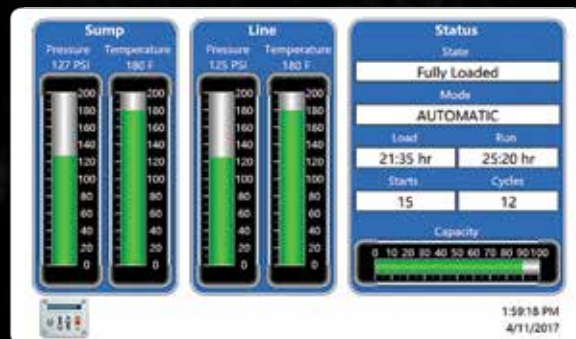 Sump
Pressure Temperature
127 PSI 180 F
200 200
180 180
160 160
140 140
120 120
100 100
80 80
60 60
40 40
20 20
0 0
Line
Pressure Temperature
125 PSI 180 F
200 200
180 180
160 160
140 140
120 120
100 100
80 80
60 60
40 40
20 20
0 0
Status
State
Fully Loaded
Mode
AUTOMATIC
Load Run
21:35 hr 25:20 hr
Starts Cycles
15 12
Capacity
0 10 20 30 40 50 60 70 80 90 100
1:59:18 PM
4/11/2017